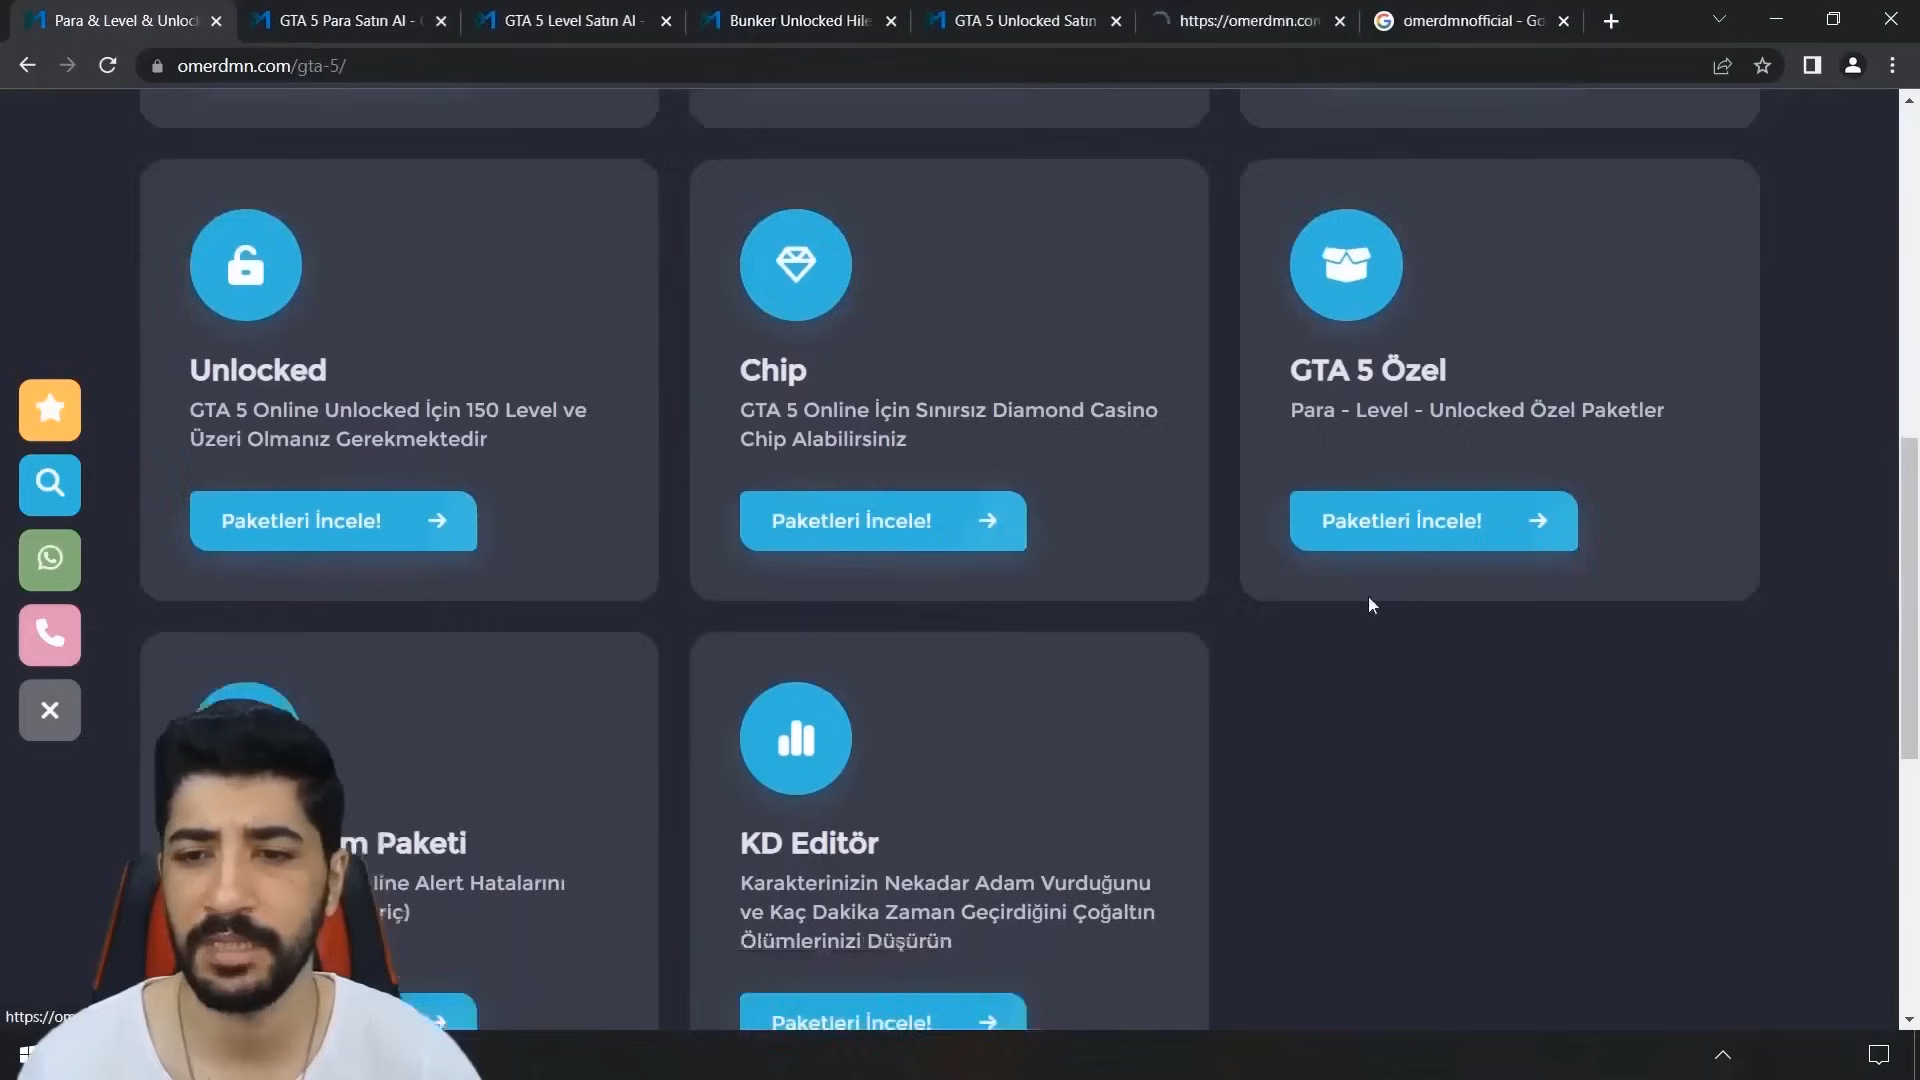 Para & Level & Unloc
GTA 5 Para Satın Al -
GTA 5 Level Satın Al -
Bunker Unlocked Hile
GTA 5 Unlocked Satın
https://omerdmn.con
omerdmnofficial - Go
omerdmn.com/gta-5/
Unlocked
GTA 5 Online Unlocked İçin 150 Level ve
Üzeri Olmanız Gerekmektedir
Paketleri İncele!
Chip
GTA 5 Online İçin Sınırsız Diamond Casino
Chip Alabilirsiniz
Paketleri İncele!
GTA 5 Özel
Para - Level - Unlocked Özel Paketler
Paketleri İncele!
m Paketi
line Alert Hatalarını
riç)
KD Editör
Karakterinizin Nekadar Adam Vurduğunu
ve Kaç Dakika Zaman Geçirdiğini Çoğaltın
Ölümlerinizi Düşürün
Paketleri İncele!
https://om